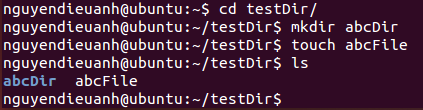 nguyendieuanh@ubuntu:~$ cd testDir/
nguyendieuanh@ubuntu:~/testDir$ mkdir abcDir
nguyendieuanh@ubuntu:~/testDir$ touch abcFile
nguyendieuanh@ubuntu:~/testDir$ ls
abcDir  abcFile
nguyendieuanh@ubuntu:~/testDir$